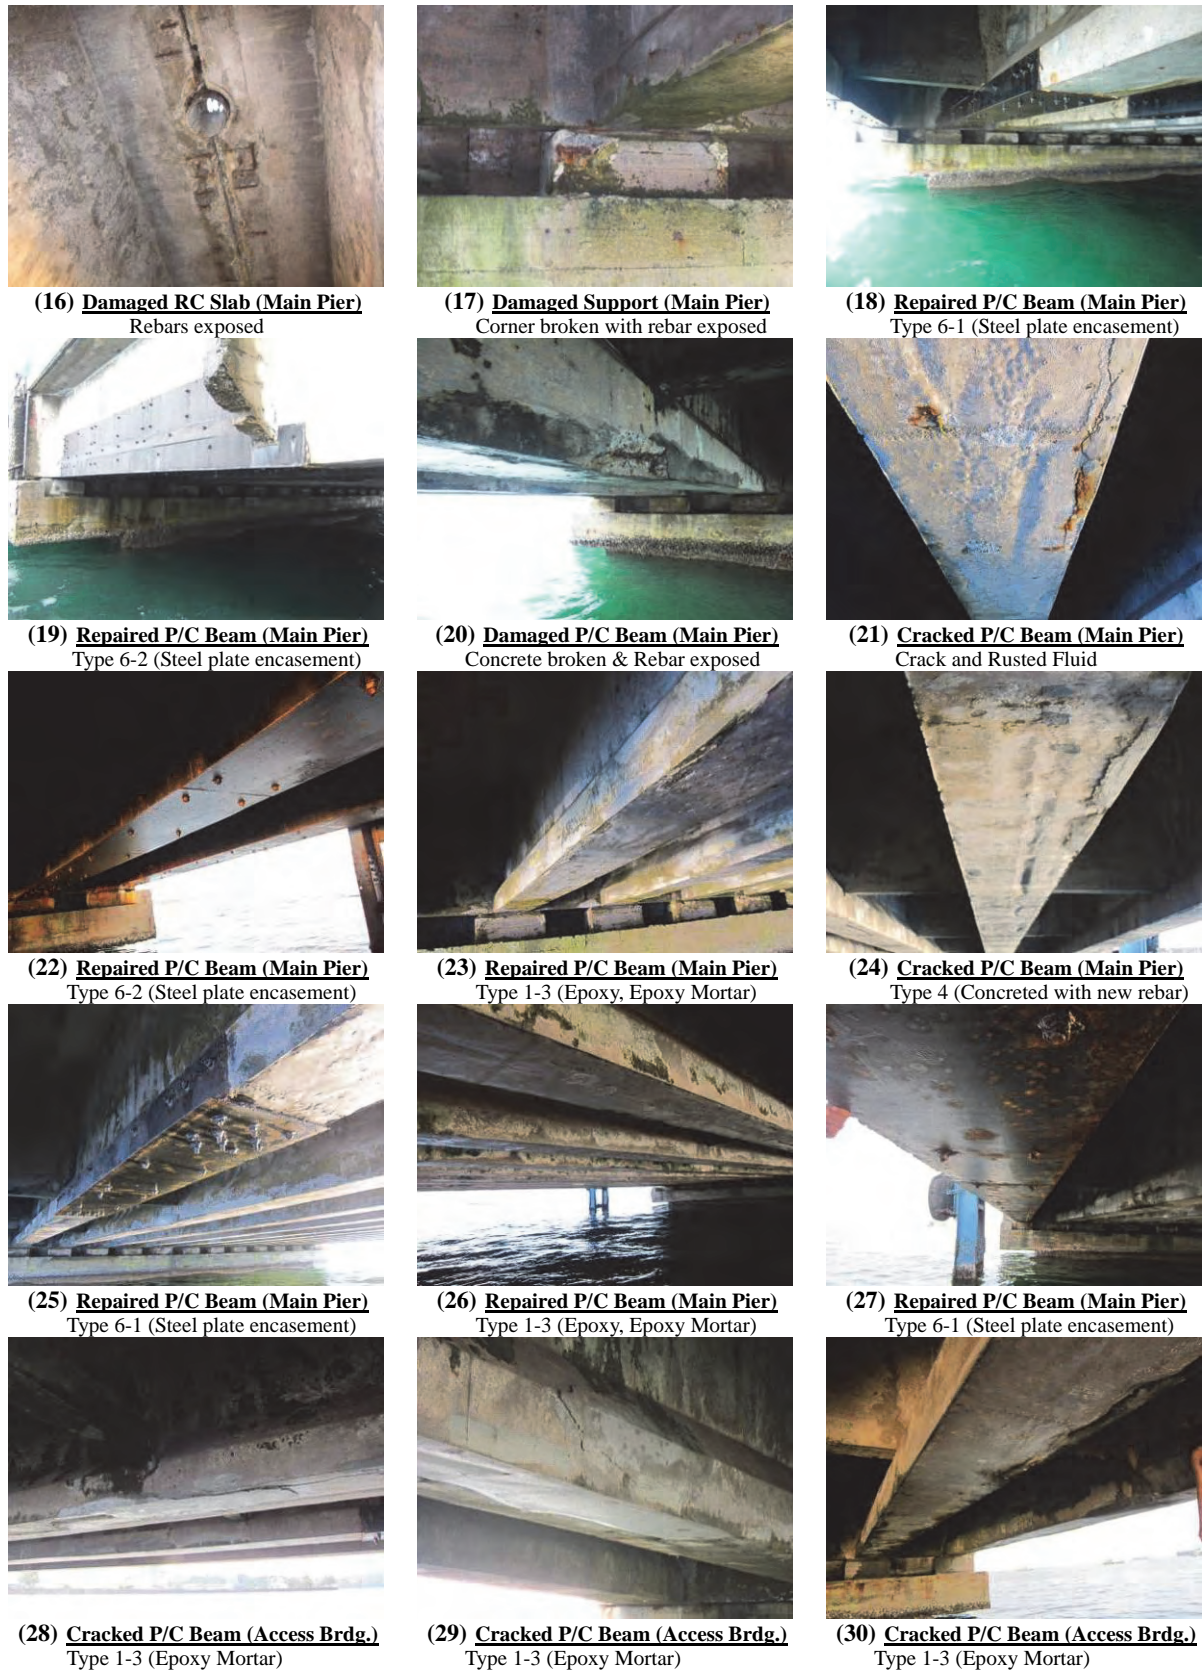 (16) Damaged RC Slab (Main Pier)
Rebars exposed
(17) Damaged Support (Main Pier)
Corner broken with rebar exposed
(18) Repaired P/C Beam (Main Pier)
Type 6-1 (Steel plate encasement)
(19) Repaired P/C Beam (Main Pier)
Type 6-2 (Steel plate encasement)
(20) Damaged P/C Beam (Main Pier)
Concrete broken & Rebar exposed
(21) Cracked P/C Beam (Main Pier)
Crack and Rusted Fluid
(22) Repaired P/C Beam (Main Pier)
Type 6-2 (Steel plate encasement)
(23) Repaired P/C Beam (Main Pier)
Type 1-3 (Epoxy, Epoxy Mortar)
(24) Cracked P/C Beam (Main Pier)
Type 4 (Concreted with new rebar)
(25) Repaired P/C Beam (Main Pier)
Type 6-1 (Steel plate encasement)
(26) Repaired P/C Beam (Main Pier)
Type 1-3 (Epoxy, Epoxy Mortar)
(27) Repaired P/C Beam (Main Pier)
Type 6-1 (Steel plate encasement)
(28) Cracked P/C Beam (Access Brdg.)
Type 1-3 (Epoxy Mortar)
(29) Cracked P/C Beam (Access Brdg.)
Type 1-3 (Epoxy Mortar)
(30) Cracked P/C Beam (Access Brdg.)
Type 1-3 (Epoxy Mortar)